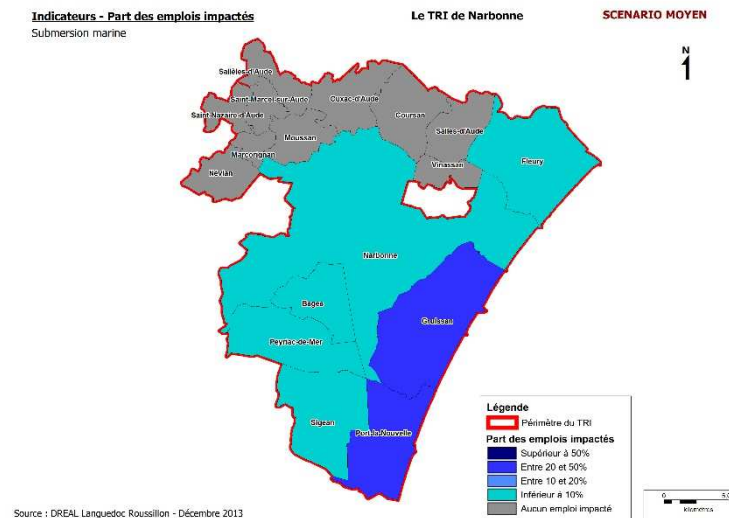 Indicateurs - Part des emplois impactés
Le TRI de Narbonne
SCENARIO MOYEN
Submersion marine
N
Sallèles-d'Aude
Saint-Marcel-sur-Aude
Cuxac-d'Aude
Saint-Nazaire-d'Aude
Coursan
Moussan
Salles-d'Aude
Marcorignan
Vinassan
Fleury
Névian
Narbonne
Bages
Gruissan
Peyriac-de-Mer
Sigean
Port-la-Nouvelle
Légende
Périmètre du TRI
Part des emplois impactés
Supérieur à 50%
Entre 20 et 50%
Entre 10 et 20%
Inférieur à 10%
Aucun emploi impacté
0
kilomètres
Source : DREAL Languedoc Roussillon - Décembre 2013